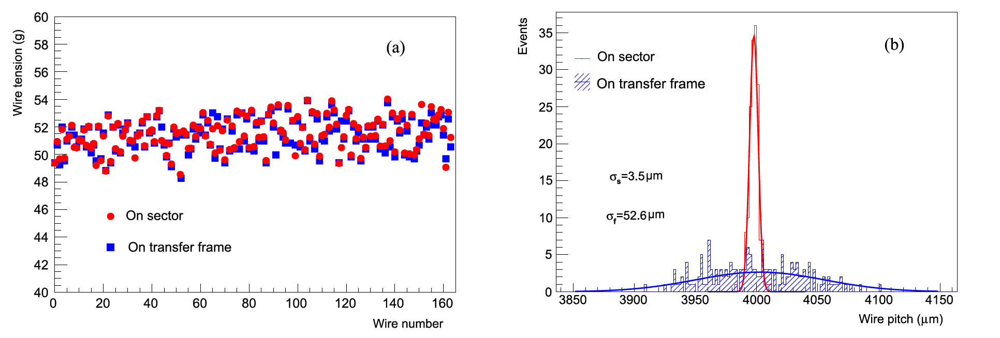 Wire tension (g)
60
58
56
54
52
50
48
46
44
42
40
0 20 40 60 80 100 120 140 160
Wire number
(a)
On sector
On transfer frame
Events
35
30
25
20
15
10
5
0
3850 3900 3950 4000 4050 4100 4150
Wire pitch (μm)
(b)
On sector
On transfer frame
σs=3.5μm
σf=52.6μm